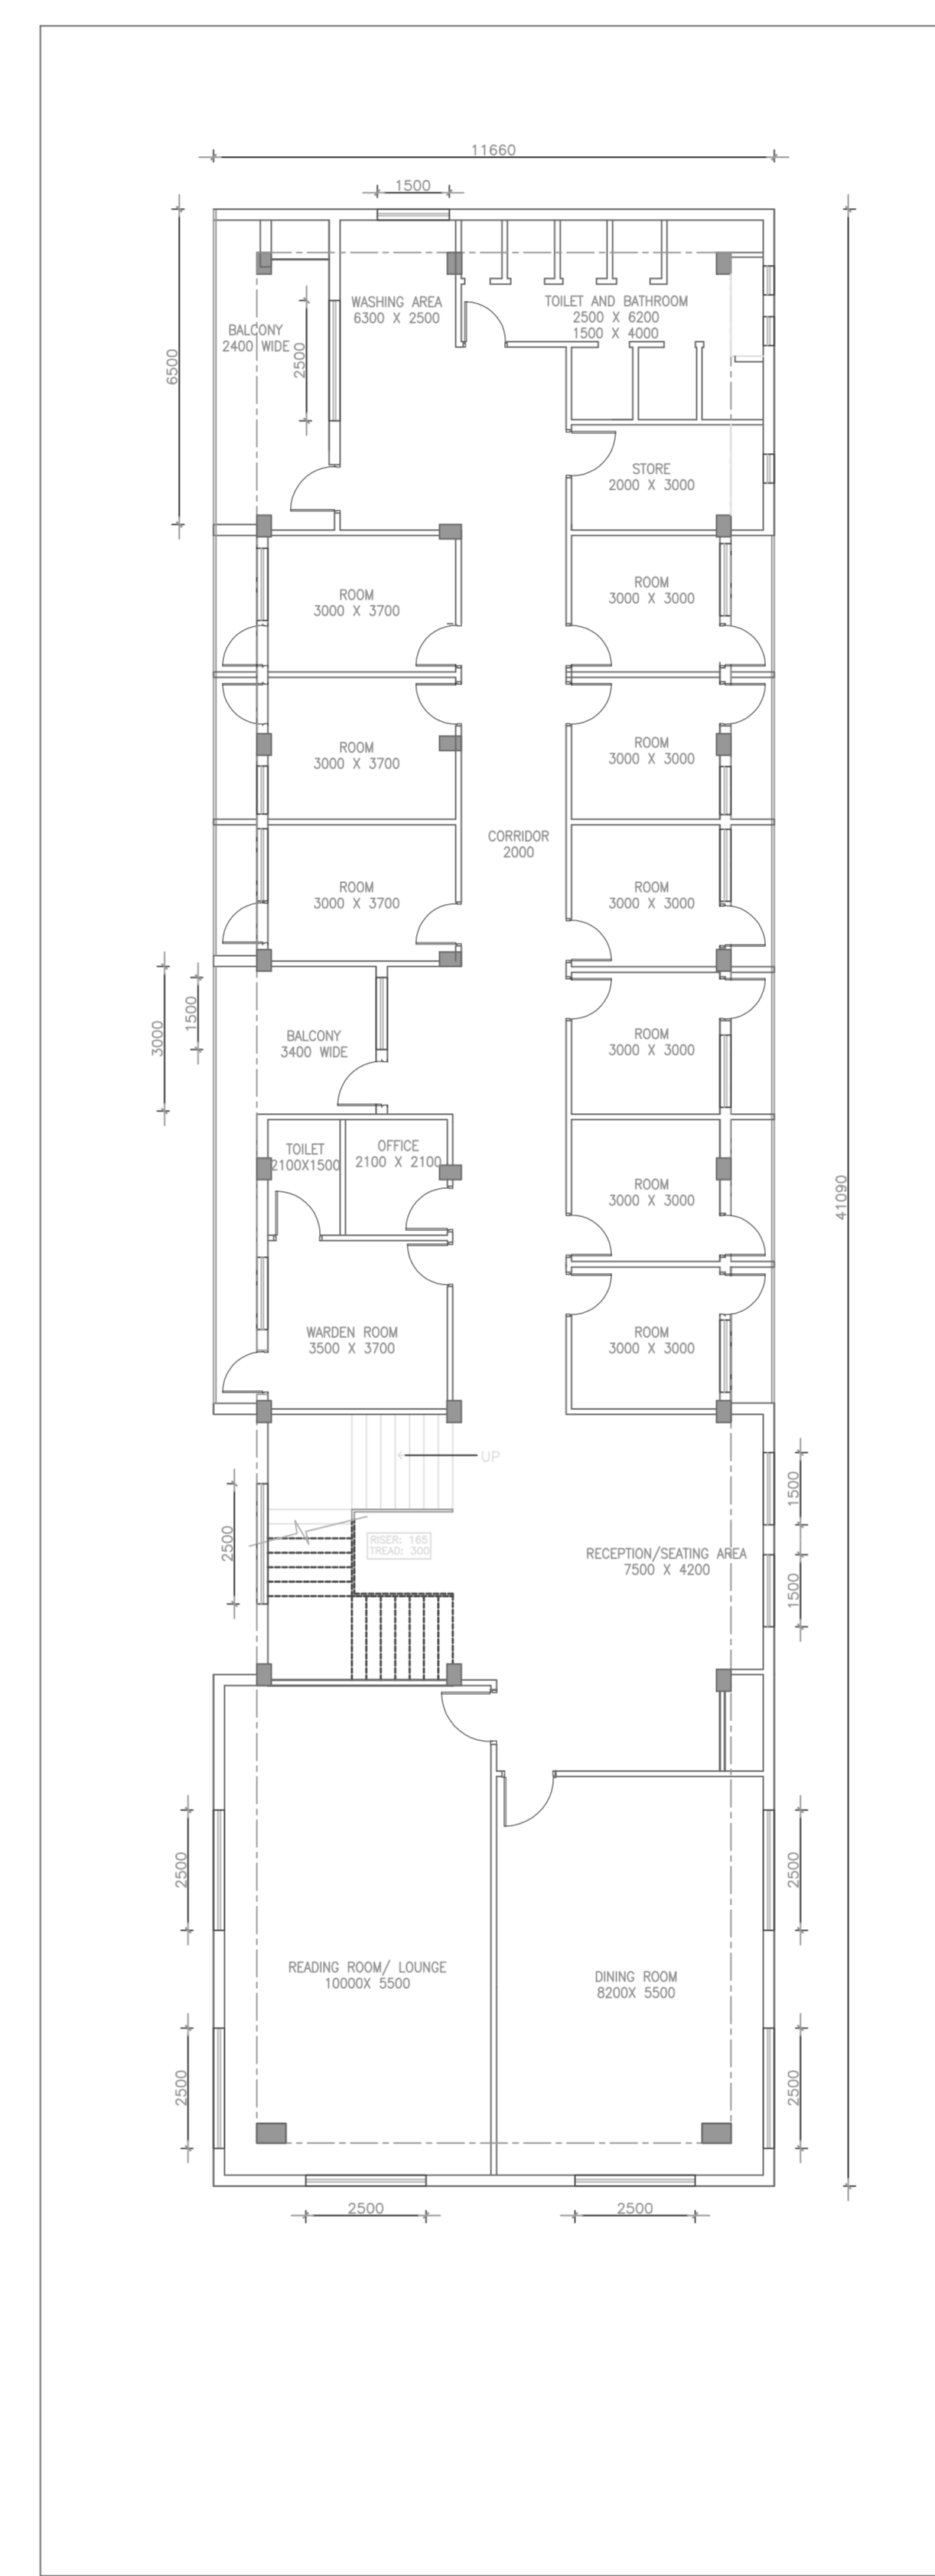 11660
1500
WASHING AREA
6300 X 2500
TOILET AND BATHROOM
2500 X 6200
1500 X 4000
BALCONY
2400 WIDE
2500
6500
STORE
2000 X 3000
ROOM
3000 X 3700
ROOM
3000 X 3000
ROOM
3000 X 3700
ROOM
3000 X 3000
CORRIDOR
2000
ROOM
3000 X 3700
ROOM
3000 X 3000
1500
3000
BALCONY
3400 WIDE
ROOM
3000 X 3000
TOILET
2100X1500
OFFICE
2100 X 2100
ROOM
3000 X 3000
41090
WARDEN ROOM
3500 X 3700
ROOM
3000 X 3000
UP
1500
2500
RISER: 165
TREAD: 300
RECEPTION/SEATING AREA
7500 X 4200
1500
2500
2500
READING ROOM/ LOUNGE
10000X 5500
DINING ROOM
8200X 5500
2500
2500
2500
2500